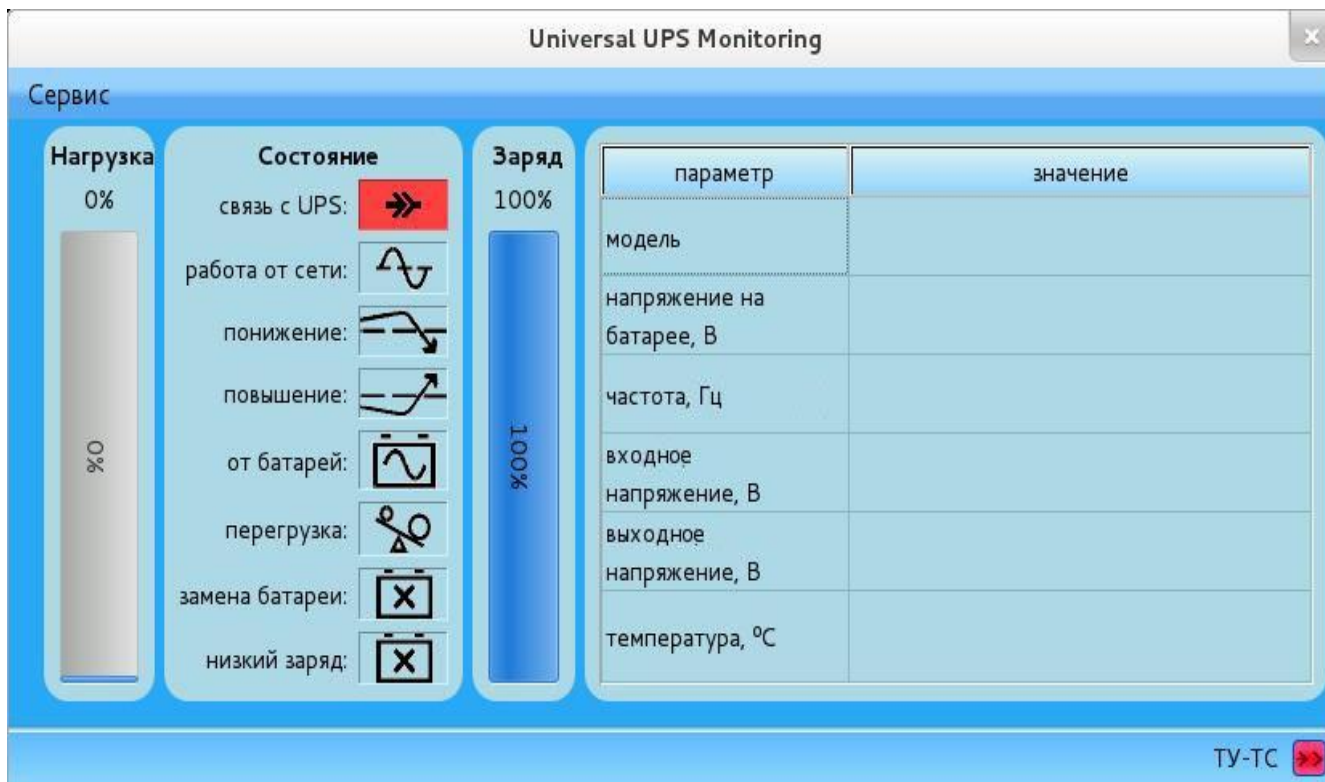 Universal UPS Monitoring
Сервис
Нагрузка
0%
0%
Состояние
связь с UPS:
работа от сети:
понижение:
повышение:
от батарей:
перегрузка:
замена батареи:
низкий заряд:
Заряд
100%
100%
параметр значение
модель
напряжение на
батарее, В
частота, Гц
входное
напряжение, В
выходное
напряжение, В
температура, ⁰С
ТУ-ТС